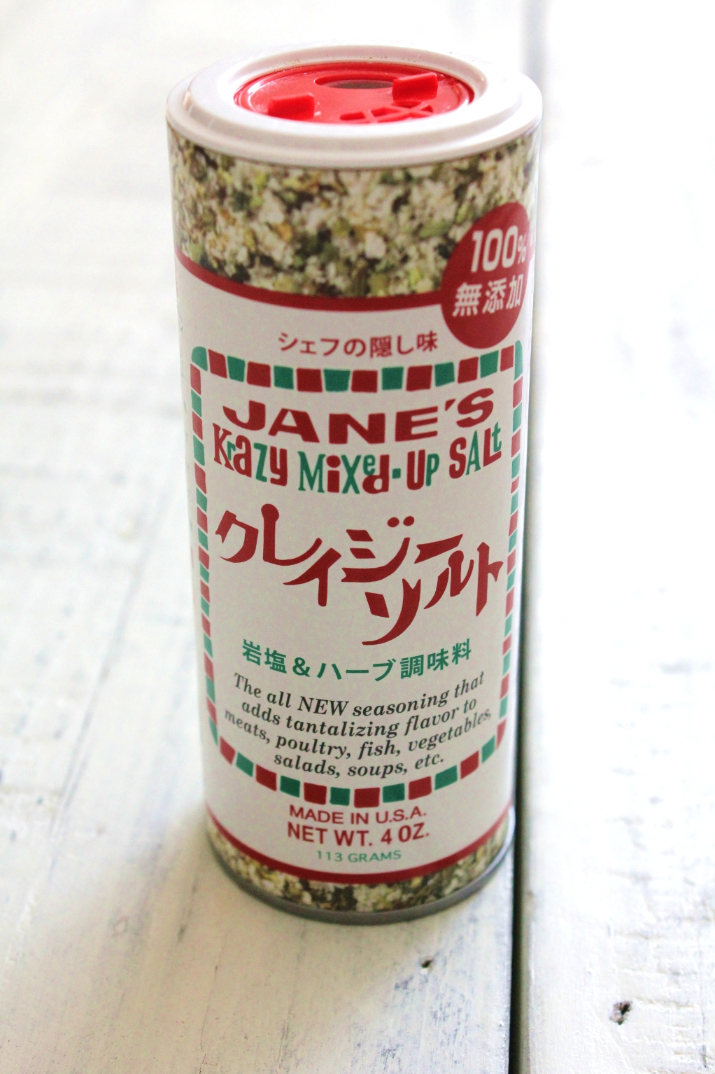 100%
無添加
シェフの隠し味
JANE'S
KRaZy MiXed-UP SALt
クレイジー
ソルト
岩塩&ハーブ調味料
The all NEW seasoning that
adds tantalizing flavor to
meats, poultry, fish, vegetables,
salads, soups, etc.
MADE IN U.S.A.
NET WT. 4 OZ.
113 GRAMS